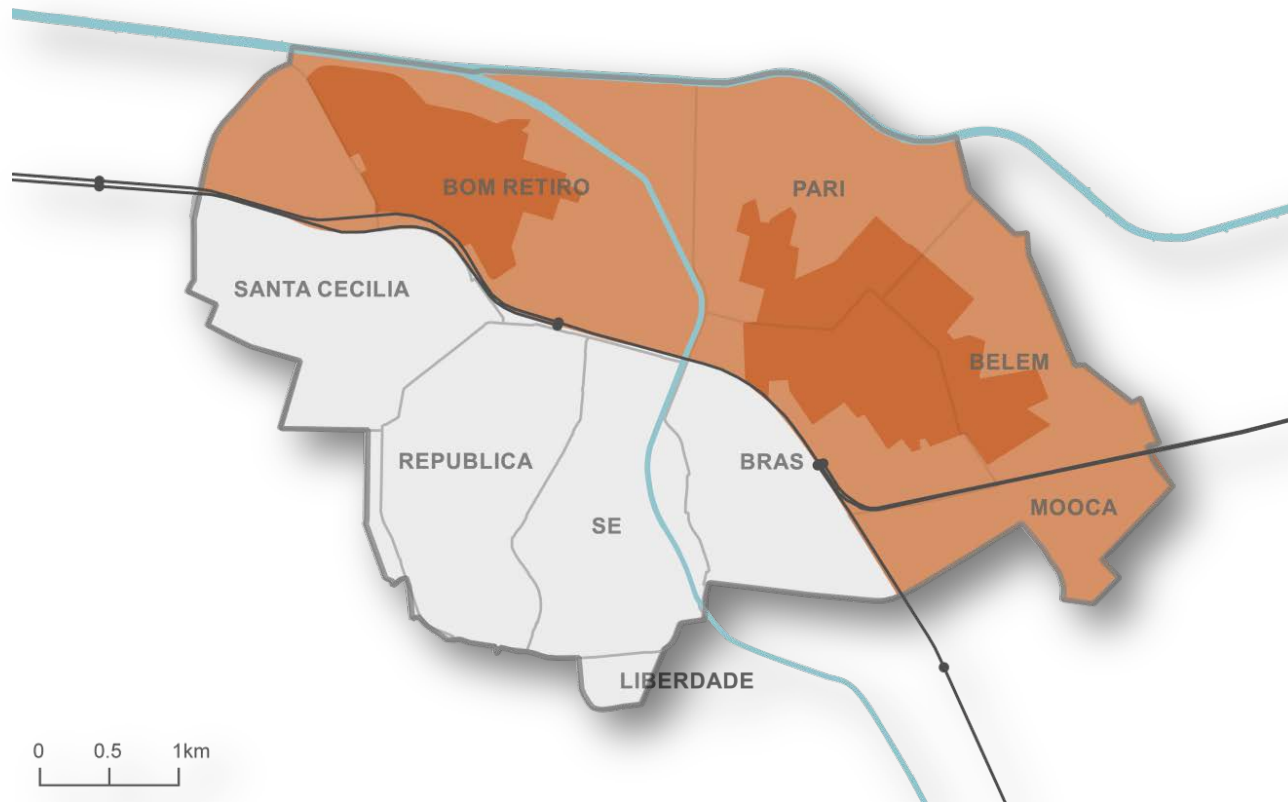 BOM RETIRO
PARI
SANTA CECILIA
BELEM
REPUBLICA
BRAS
MOOCA
SE
LIBERDADE
0 0.5 1km